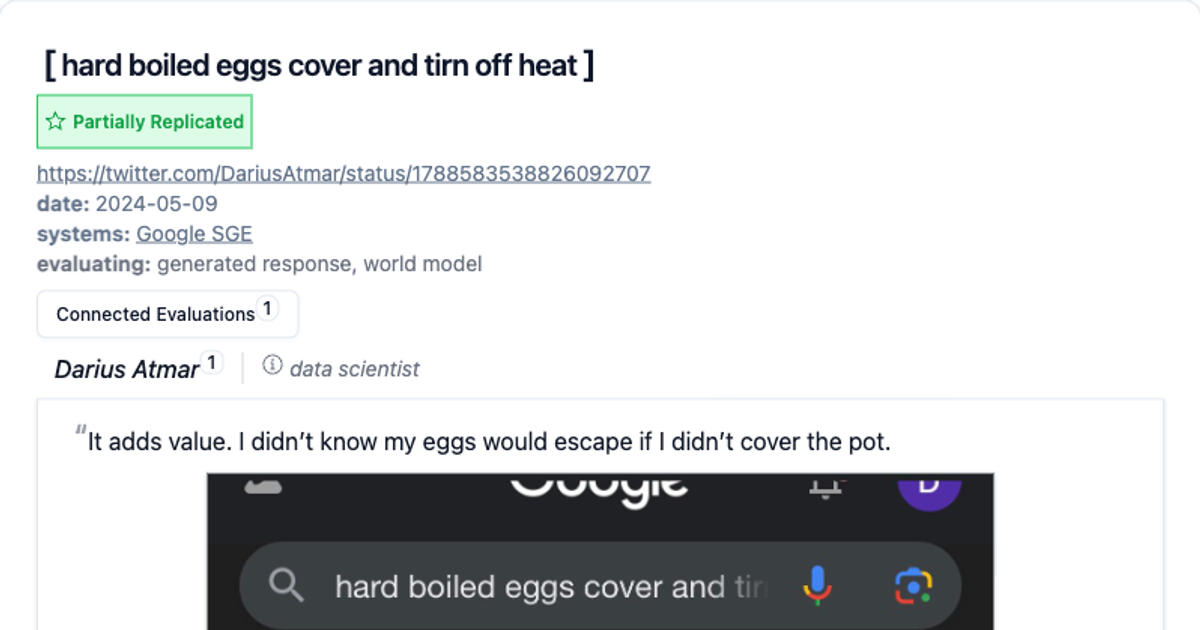 [ hard boiled eggs cover and tirn off heat ]
Partially Replicated
https://twitter.com/DariusAtmar/status/1788583538826092707
date: 2024-05-09
systems: Google SGE
evaluating: generated response, world model
Connected Evaluations 1
Darius Atmar 1 data scientist
“It adds value. I didn’t know my eggs would escape if I didn’t cover the pot.
Google D
hard boiled eggs cover and tir